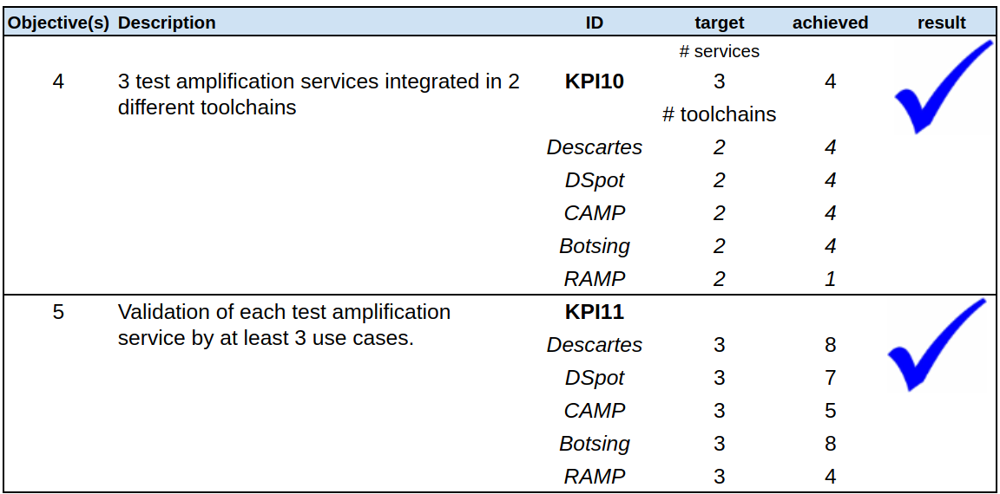 Objective(s) Description ID target achieved result
# services
4 3 test amplification services integrated in 2 KPI10 3 4
different toolchains
# toolchains
Descartes 2 4
DSpot 2 4
CAMP 2 4
Botsing 2 4
RAMP 2 1
5 Validation of each test amplification KPI11
service by at least 3 use cases.
Descartes 3 8
DSpot 3 7
CAMP 3 5
Botsing 3 8
RAMP 3 4